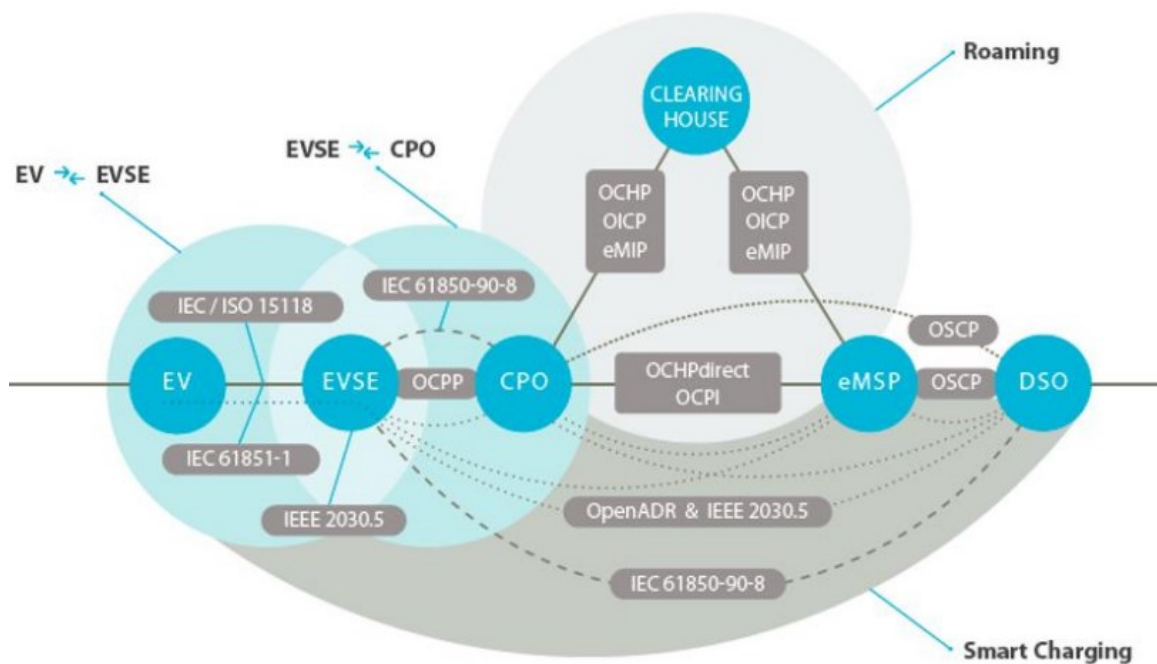 Roaming
CLEARING
HOUSE
EVSE CPO
EV EVSE
OCHP
OICP
eMIP
OCHP
OICP
eMIP
IEC 61850-90-8
IEC / ISO 15118
OSCP
EV
EVSE
OCPP
CPO
OCHPdirect
OCPI
eMSP
OSCP
DSO
IEC 61851-1
IEEE 2030.5
OpenADR & IEEE 2030.5
IEC 61850-90-8
Smart Charging